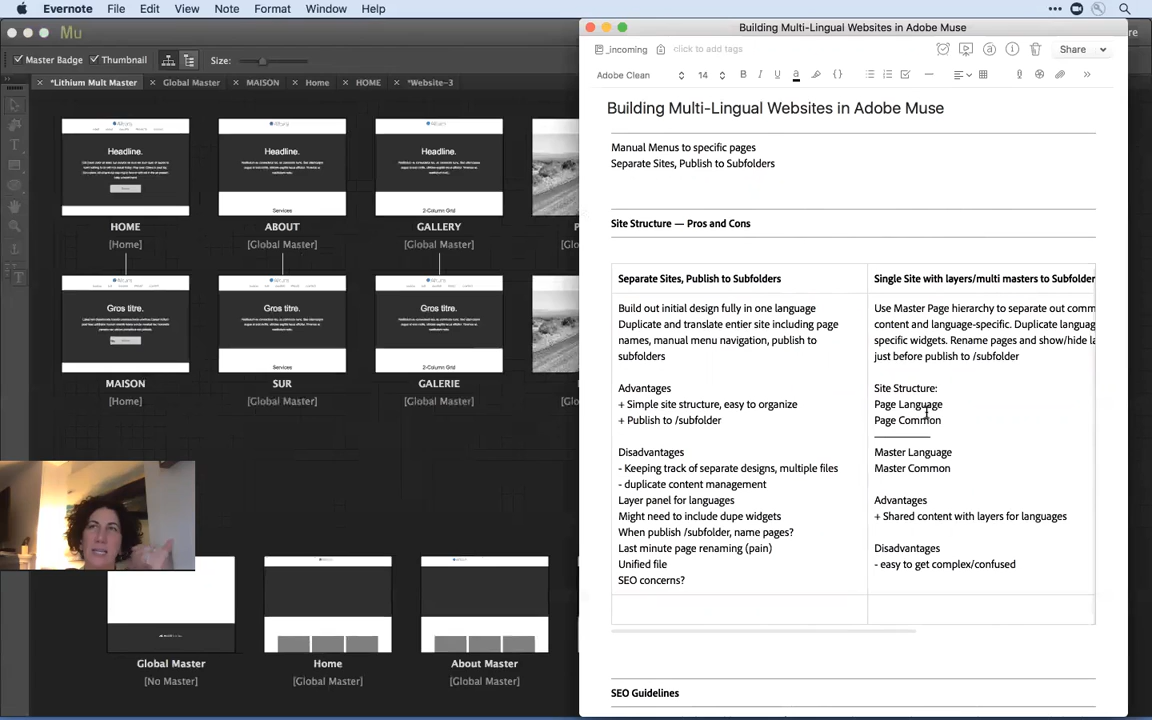 Evernote File Edit View Note Format Window Help
Mu
Building Multi-Lingual Websites in Adobe Muse
_incoming click to add tags Share
Master Badge Thumbnail Size:
Adobe Clean 14 B I U a
*Lithium Mult Master Global Master MAISON Home HOME *Website-3
Building Multi-Lingual Websites in Adobe Muse
Manual Menus to specific pages
Separate Sites, Publish to Subfolders
Site Structure — Pros and Cons
Separate Sites, Publish to Subfolders
Build out initial design fully in one language
Duplicate and translate entier site including page
names, manual menu navigation, publish to
subfolders
Advantages
+ Simple site structure, easy to organize
+ Publish to /subfolder
Disadvantages
- Keeping track of separate designs, multiple files
- duplicate content management
Layer panel for languages
Might need to include dupe widgets
When publish /subfolder, name pages?
Last minute page renaming (pain)
Unified file
SEO concerns?
Single Site with layers/multi masters to Subfolder
Use Master Page hierarchy to separate out comm
content and language-specific. Duplicate languag
specific widgets. Rename pages and show/hide la
just before publish to /subfolder
Site Structure:
Page Language
Page Common
Master Language
Master Common
Advantages
+ Shared content with layers for languages
Disadvantages
- easy to get complex/confused
SEO Guidelines
Headline. Headline. Headline.
Services 2-Column Grid
HOME ABOUT GALLERY P
[Home] [Global Master] [Global Master] [Glo
Gros titre. Gros titre. Gros titre.
Services 2-Column Grid
MAISON SUR GALERIE
[Home] [Global Master] [Global Master] [Glo
Global Master Home About Master
[No Master] [Global Master] [Global Master]